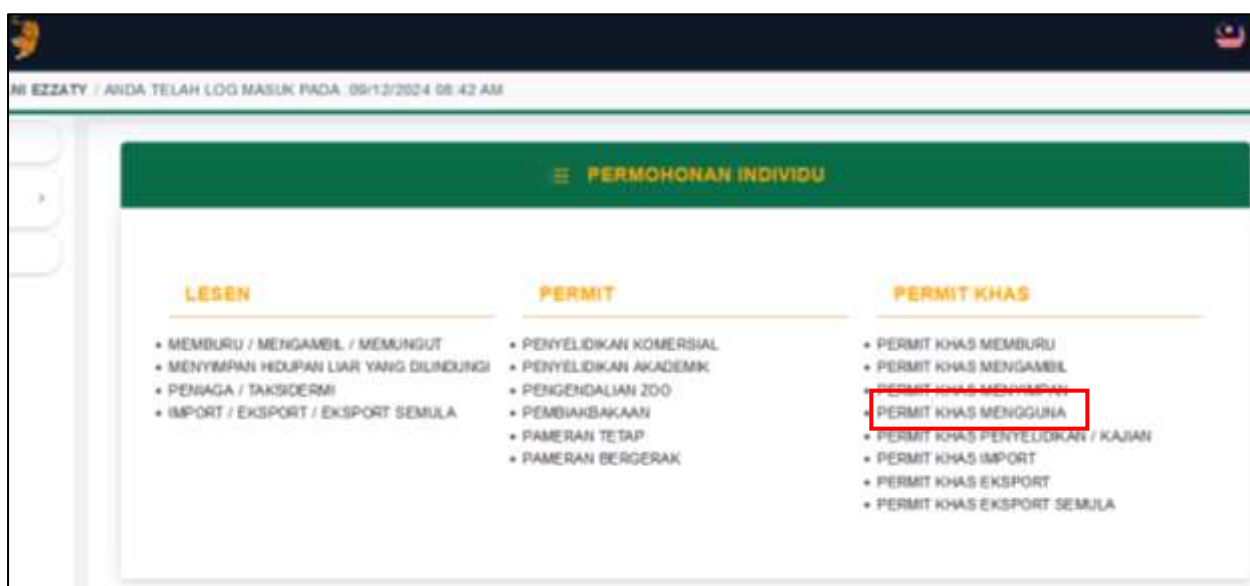 NI EZZATY / ANDA TELAH LOG MASUK PADA 09/12/2024 08:42 AM
PERMOHONAN INDIVIDU
LESEN
• MEMBURU / MENGAMBIL / MEMUNGUT
• MENYIMPAN HIDUPAN LIAR YANG DILINDUNGI
• PENIAGA / TAKSIDERMI
• IMPORT / EKSPORT / EKSPORT SEMULA
PERMIT
• PENYELIDIKAN KOMERSIAL
• PENYELIDIKAN AKADEMIK
• PENGENDALIAN ZOO
• PEMBIAKBAKAAN
• PAMERAN TETAP
• PAMERAN BERGERAK
PERMIT KHAS
• PERMIT KHAS MEMBURU
• PERMIT KHAS MENGAMBIL
• PERMIT KHAS MENYIMPAN
• PERMIT KHAS MENGGUNA
• PERMIT KHAS PENYELIDIKAN / KAJIAN
• PERMIT KHAS IMPORT
• PERMIT KHAS EKSPORT
• PERMIT KHAS EKSPORT SEMULA